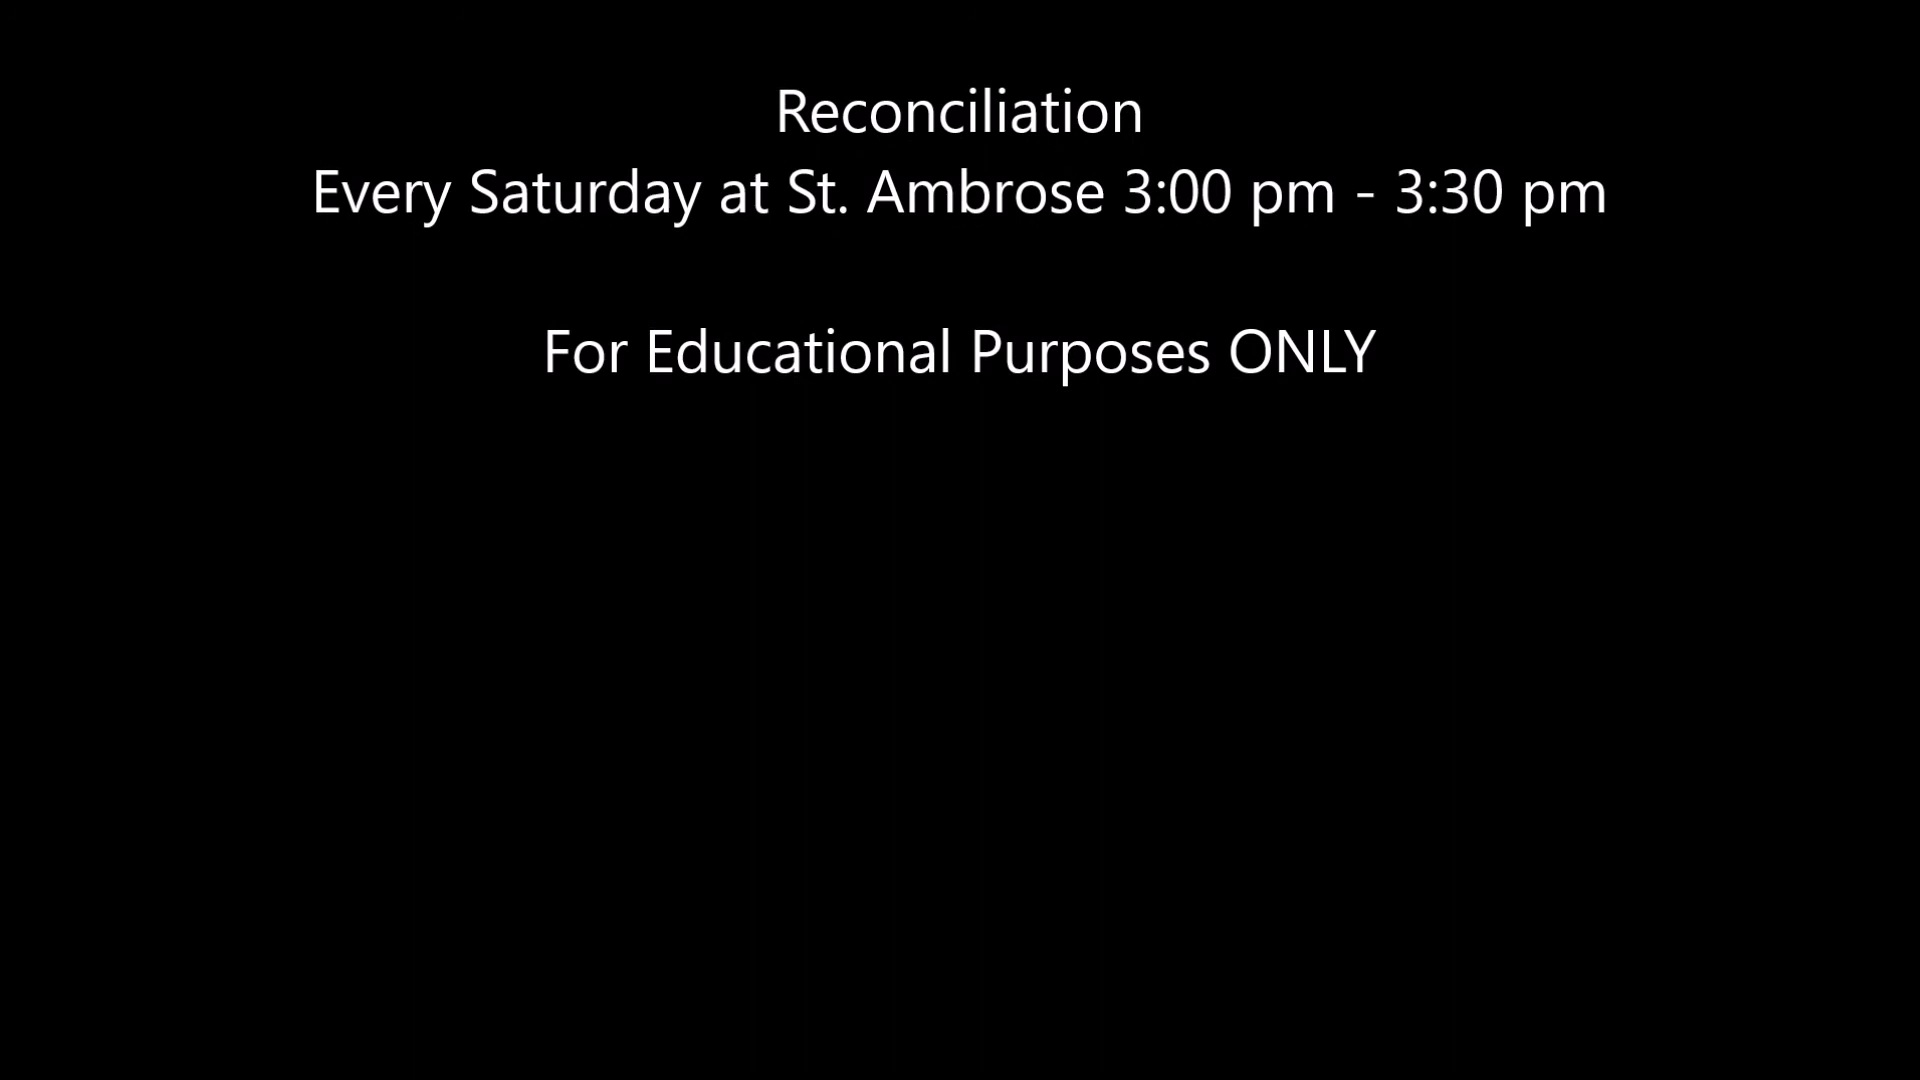 Reconciliation
Every Saturday at St. Ambrose 3:00 pm - 3:30 pm
For Educational Purposes ONLY